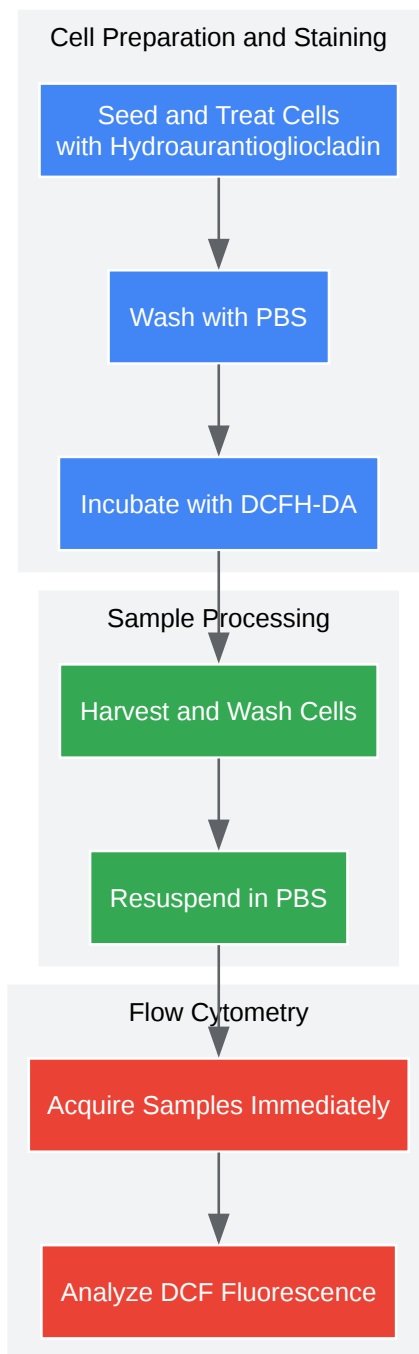 Cell Preparation and Staining
Seed and Treat Cells
with Hydroaurantiogliocladin
Wash with PBS
Incubate with DCFH-DA
Sample Processing
Harvest and Wash Cells
Resuspend in PBS
Flow Cytometry
Acquire Samples Immediately
Analyze DCF Fluorescence